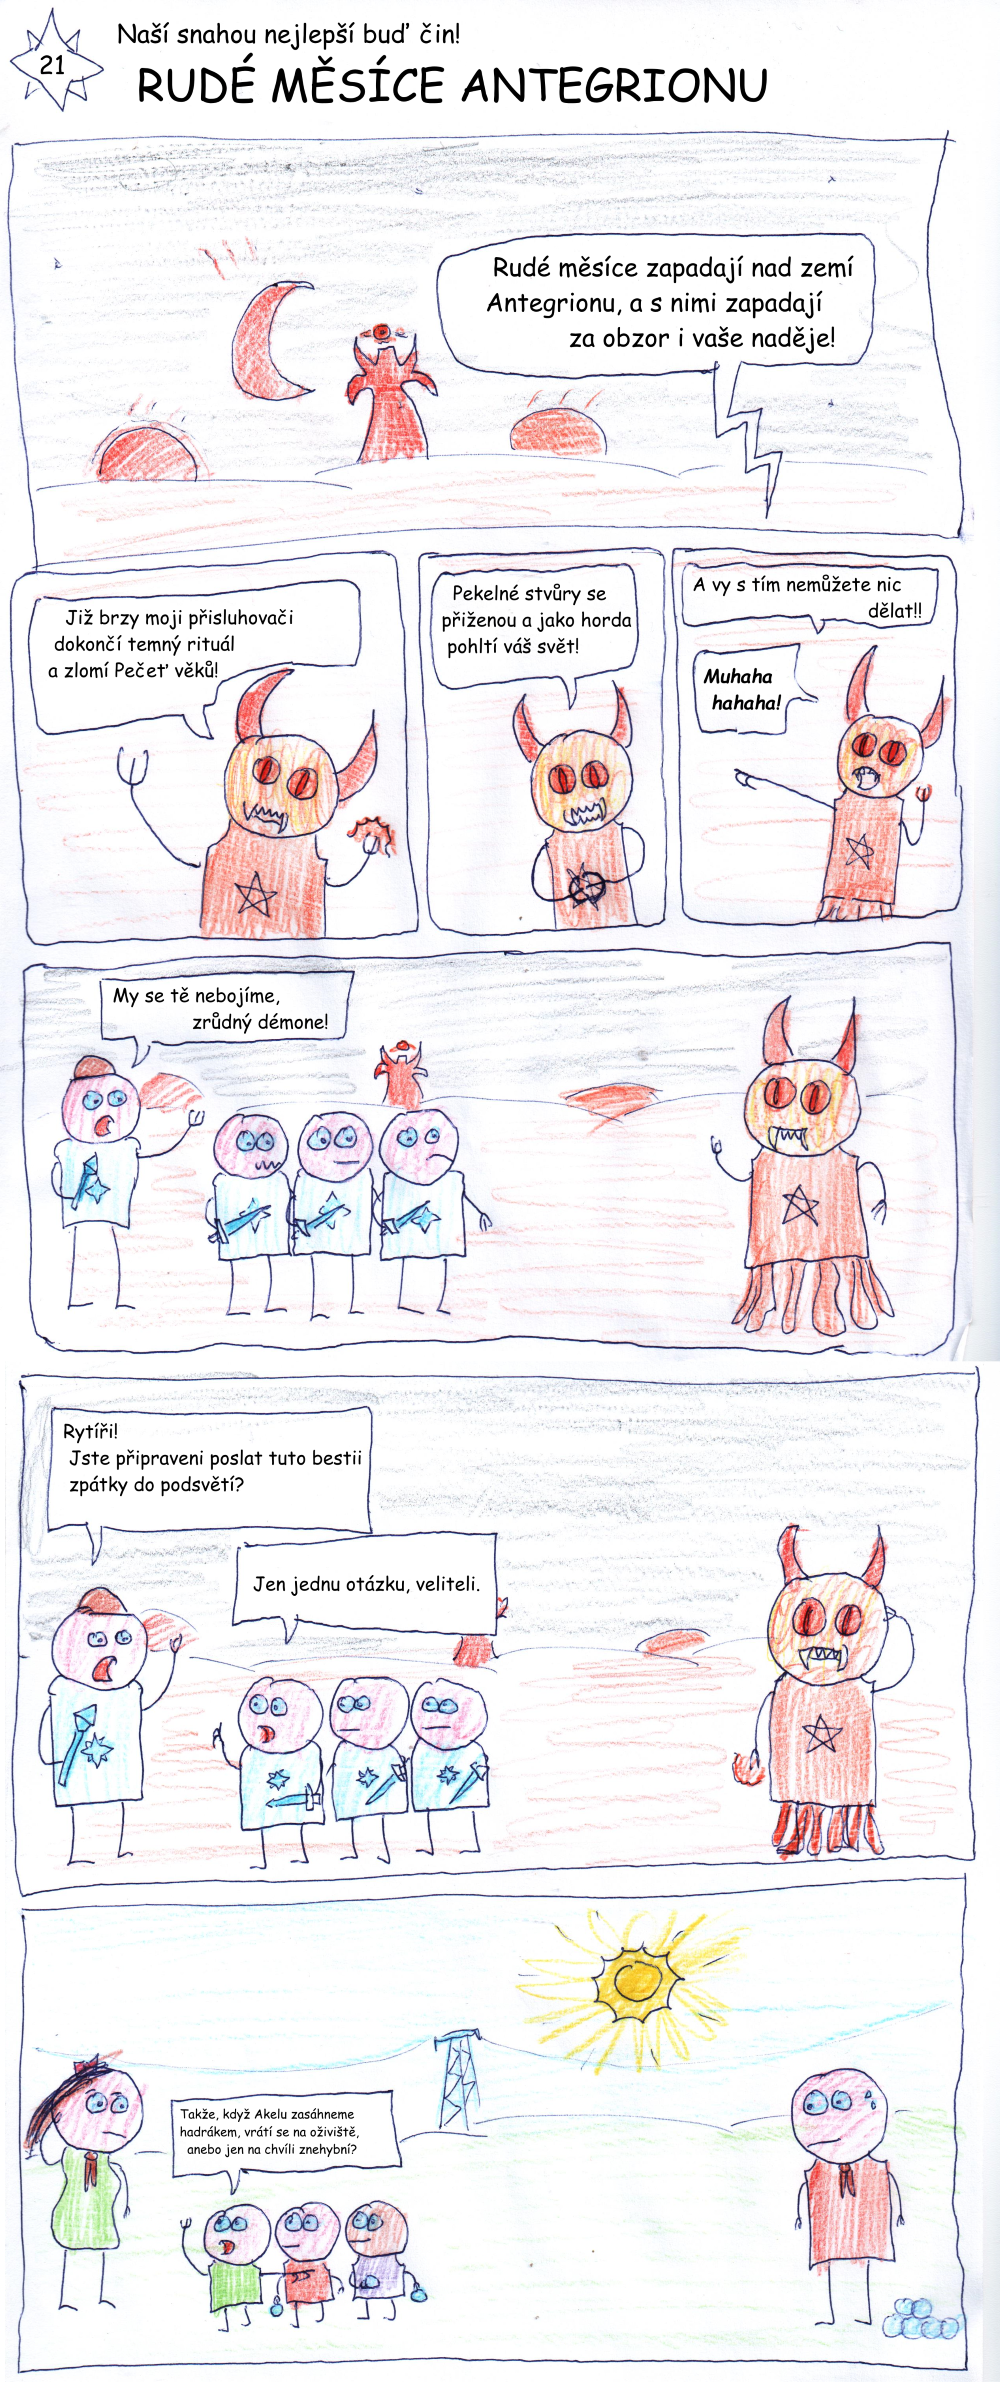 21
Naší snahou nejlepší buď čin!
RUDÉ MĚSÍCE ANTEGRIONU
Rudé měsíce zapadají nad zemí
Antegrionu, a s nimi zapadají
za obzor i vaše naděje!
Již brzy moji přisluhovači
dokončí temný rituál
a zlomí Pečeť věků!
Pekelné stvůry se
přiženou a jako horda
pohltí váš svět!
A vy s tím nemůžete nic
dělat!!
Muhaha
hahaha!
My se tě nebojíme,
zrůdný démone!
Rytíři!
Jste připraveni poslat tuto bestii
zpátky do podsvětí?
Jen jednu otázku, veliteli.
Takže, když Akelu zasáhneme
hadrákem, vrátí se na oživiště,
anebo jen na chvíli znehybní?